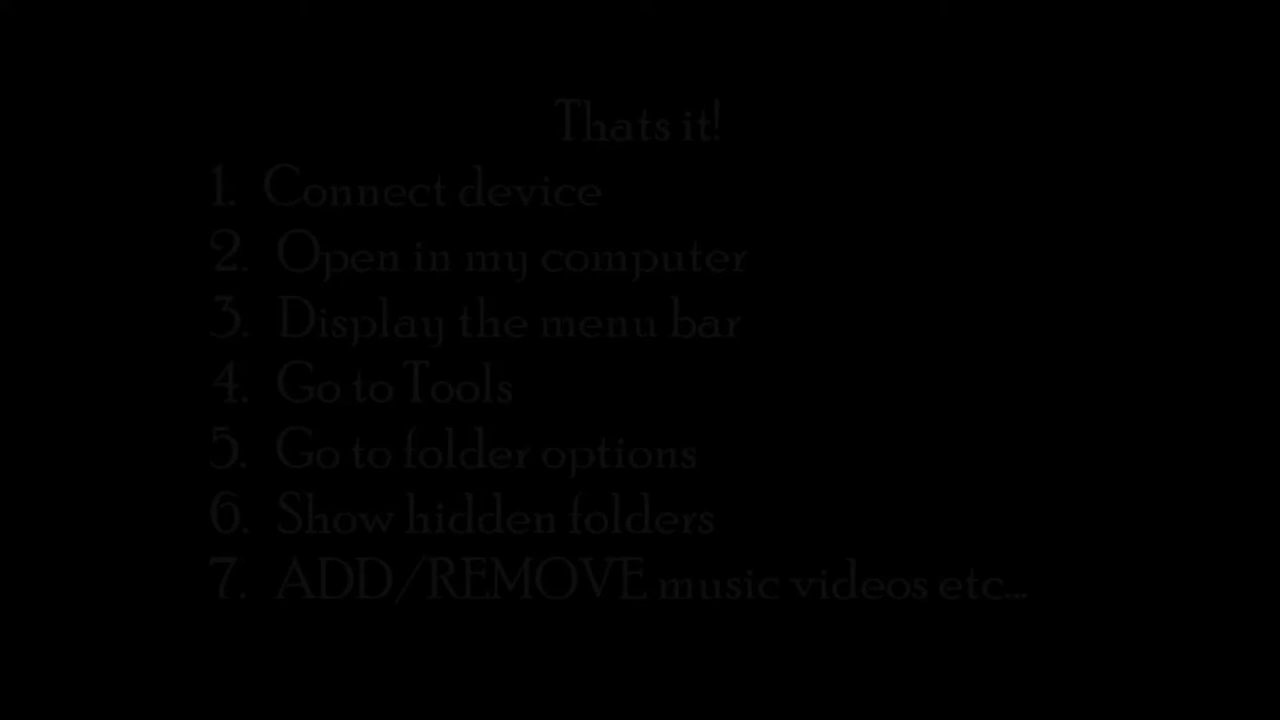 Thats it!
1. Connect device
2. Open in my computer
3. Display the menu bar
4. Go to Tools
5. Go to folder options
6. Show hidden folders
7. ADD/REMOVE music videos etc...